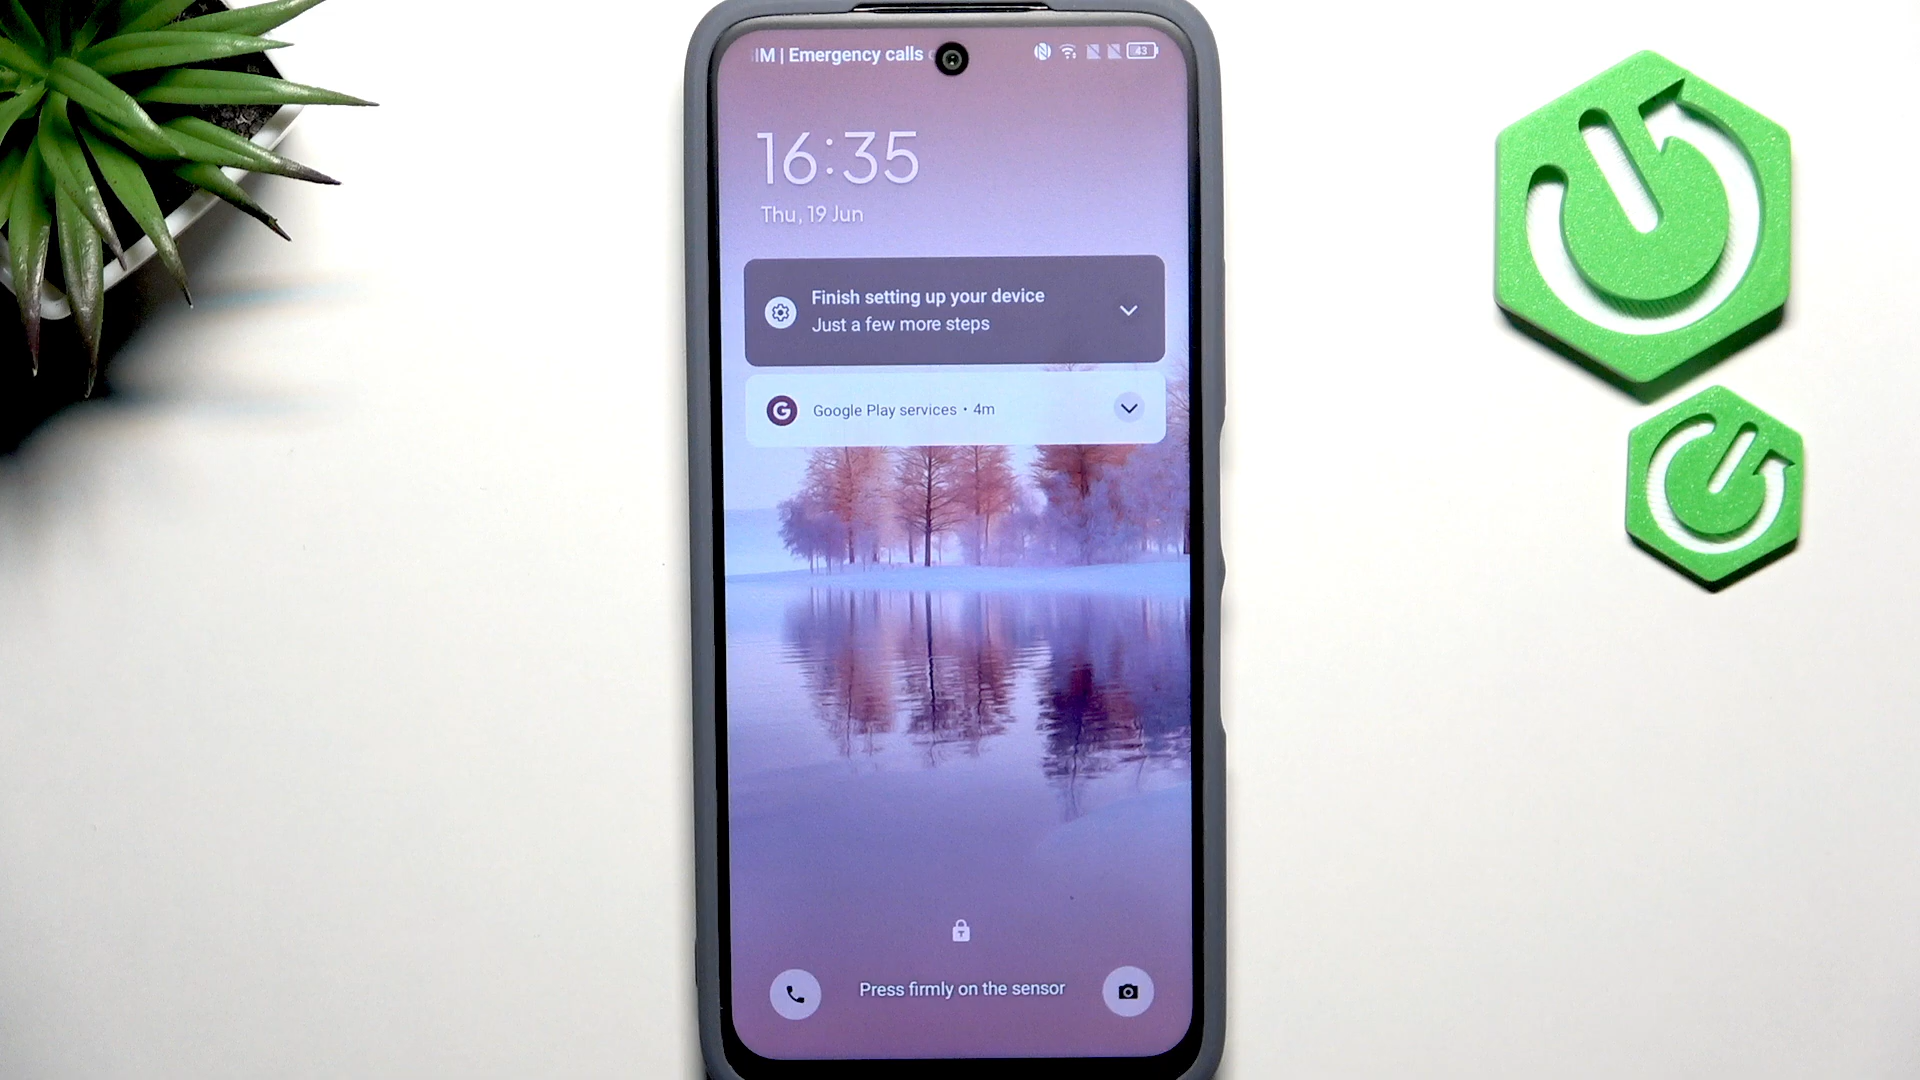 IM | Emergency calls
43
16:35
Thu, 19 Jun
Finish setting up your device
Just a few more steps
G
Google Play services • 4m
Press firmly on the sensor